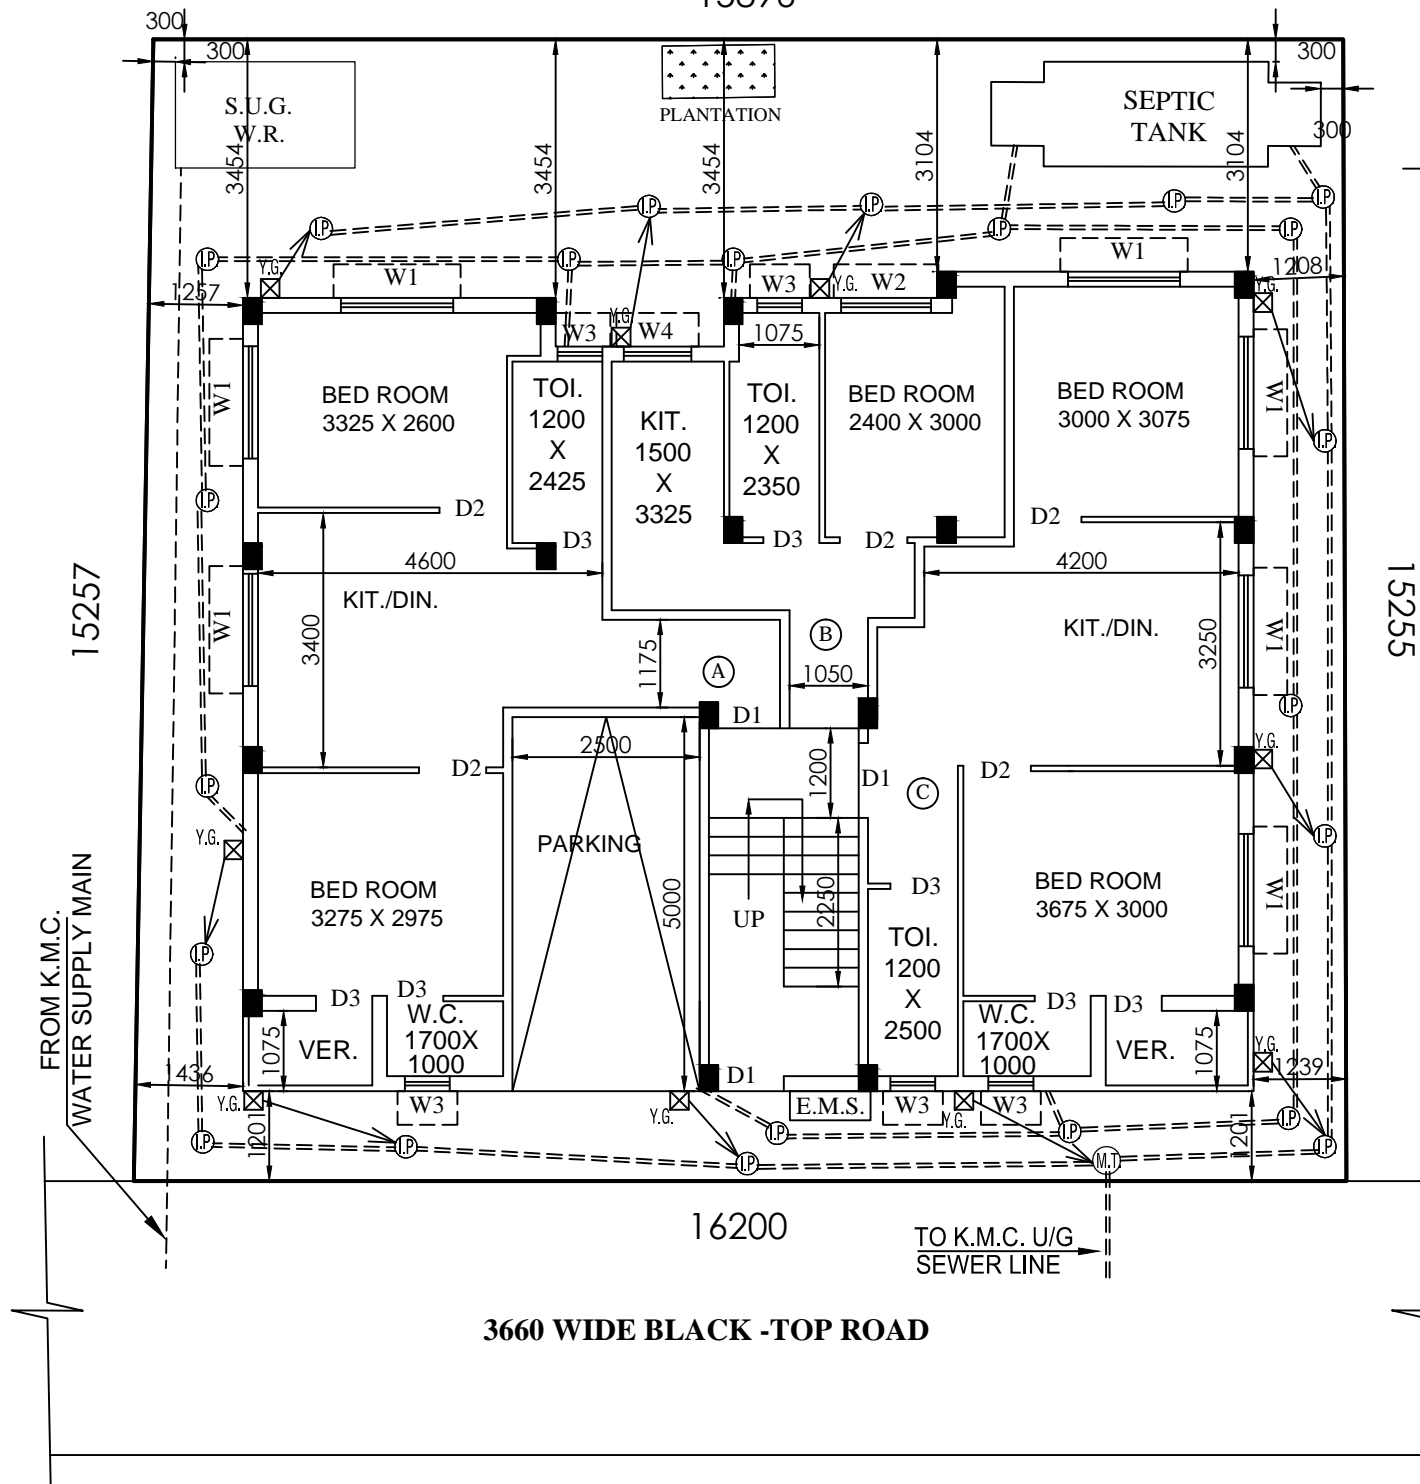 300
300
S.U.G.
W.R.
PLANTATION
SEPTIC
TANK
300
300
3454
3454
3454
3104
3104
I.P
I.P
I.P
I.P
I.P
I.P
I.P
I.P
I.P
I.P
Y.G.
W1
W3
Y.G.
W2
W1
1208
Y.G.
1257
Y.G.
W3
W4
1075
W1
BED ROOM
3325 X 2600
TOI.
1200
X
2425
KIT.
1500
X
3325
TOI.
1200
X
2350
BED ROOM
2400 X 3000
BED ROOM
3000 X 3075
W1
I.P
I.P
D2
D3
D3
D2
D2
4600
4200
KIT./DIN.
KIT./DIN.
15257
15255
W1
3400
1175
A
B
1050
3250
W1
I.P
D1
D2
2500
1200
D1
C
D2
Y.G.
I.P
Y.G.
PARKING
I.P
BED ROOM
3275 X 2975
5000
UP
2250
D3
BED ROOM
3675 X 3000
W1
TOI.
1200
X
2500
I.P
FROM K.M.C.
WATER SUPPLY MAIN
D3
D3
W.C.
1700X
1000
VER.
1075
D3
D3
W.C.
1700X
1000
VER.
1075
Y.G.
1436
D1
1239
Y.G.
W3
Y.G.
E.M.S.
W3
Y.G.
W3
1201
1201
I.P
I.P
I.P
I.P
I.P
I.P
I.P
M.T.
16200
TO K.M.C. U/G
SEWER LINE
3660 WIDE BLACK -TOP ROAD